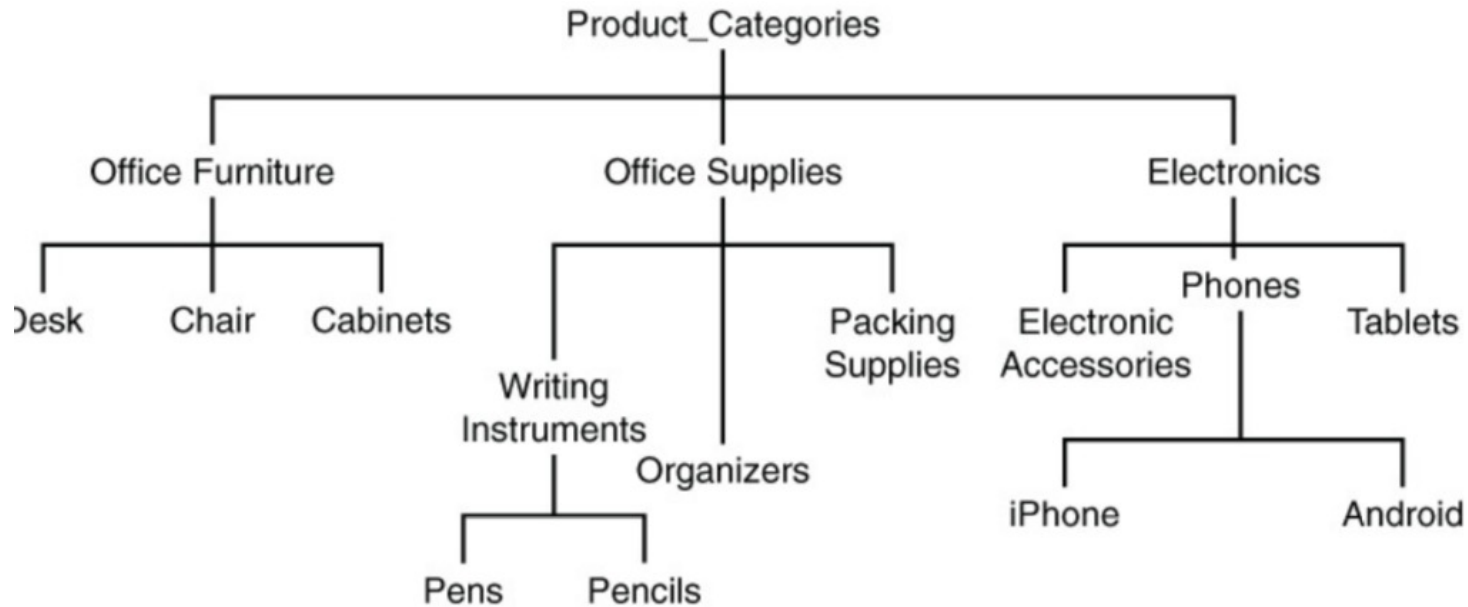 Product_Categories
Office Furniture
Office Supplies
Electronics
Desk
Chair
Cabinets
Writing
Instruments
Organizers
Packing
Supplies
Electronic
Accessories
Phones
Tablets
Pens
Pencils
iPhone
Android